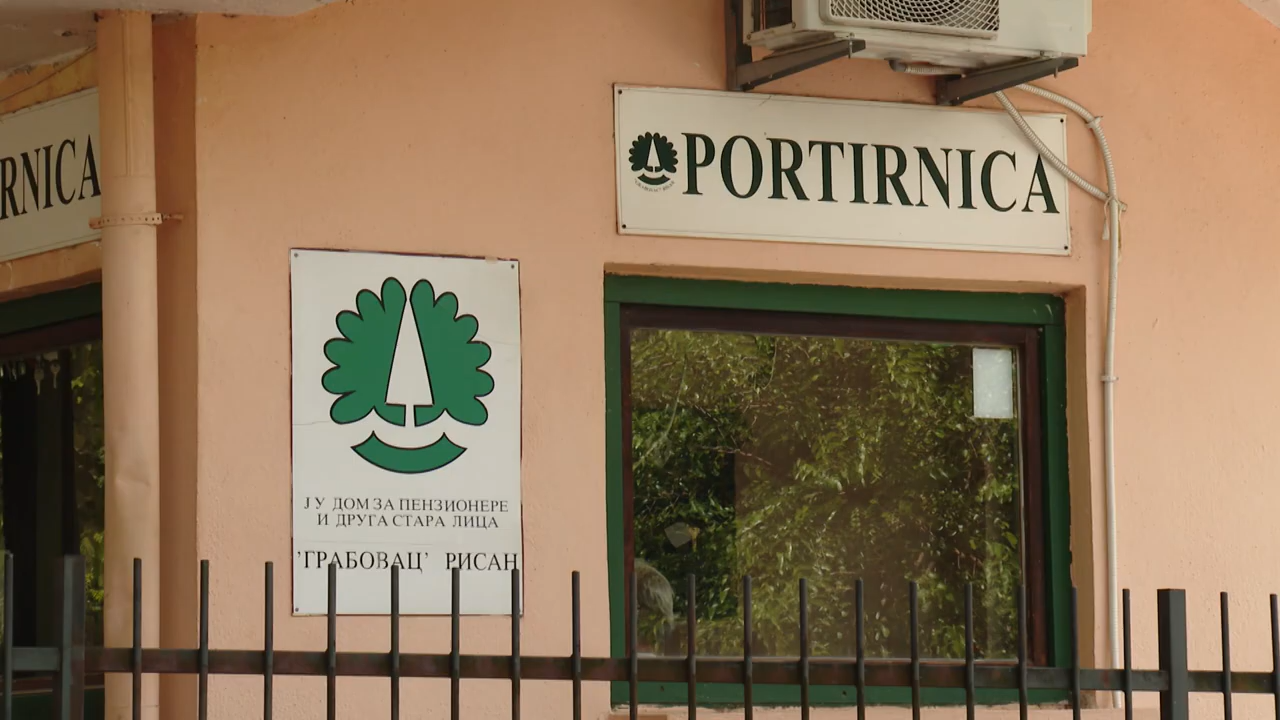 RNICA
PORTIRNICA
ЈУ ДОМ ЗА ПЕНЗИОНЕРЕ
И ДРУГА СТАРА ЛИЦА
'ГРАБОВАЦ' РИСАН